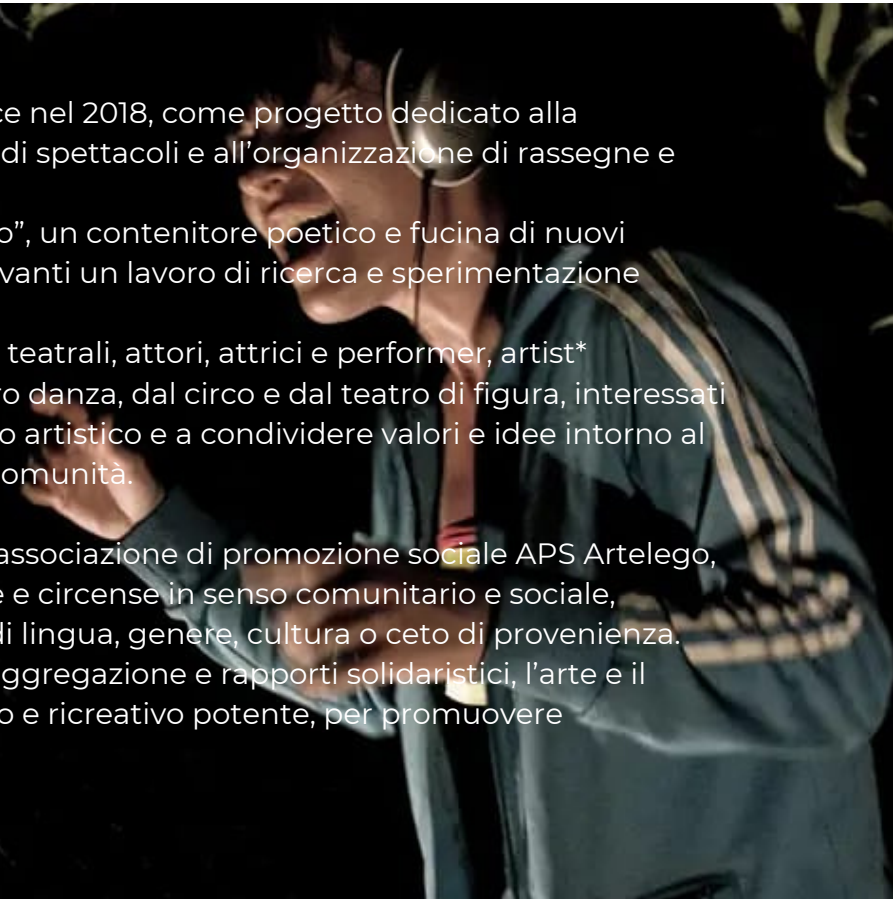 ce nel 2018, come progetto dedicato alla
di spettacoli e all’organizzazione di rassegne e
o”, un contenitore poetico e fucina di nuovi
vanti un lavoro di ricerca e sperimentazione
teatrali, attori, attrici e performer, artist*
ro danza, dal circo e dal teatro di figura, interessati
o artistico e a condividere valori e idee intorno al
omunità.
associazione di promozione sociale APS Artelego,
e e circense in senso comunitario e sociale,
di lingua, genere, cultura o ceto di provenienza.
ggregazione e rapporti solidaristici, l’arte e il
o e ricreativo potente, per promuovere